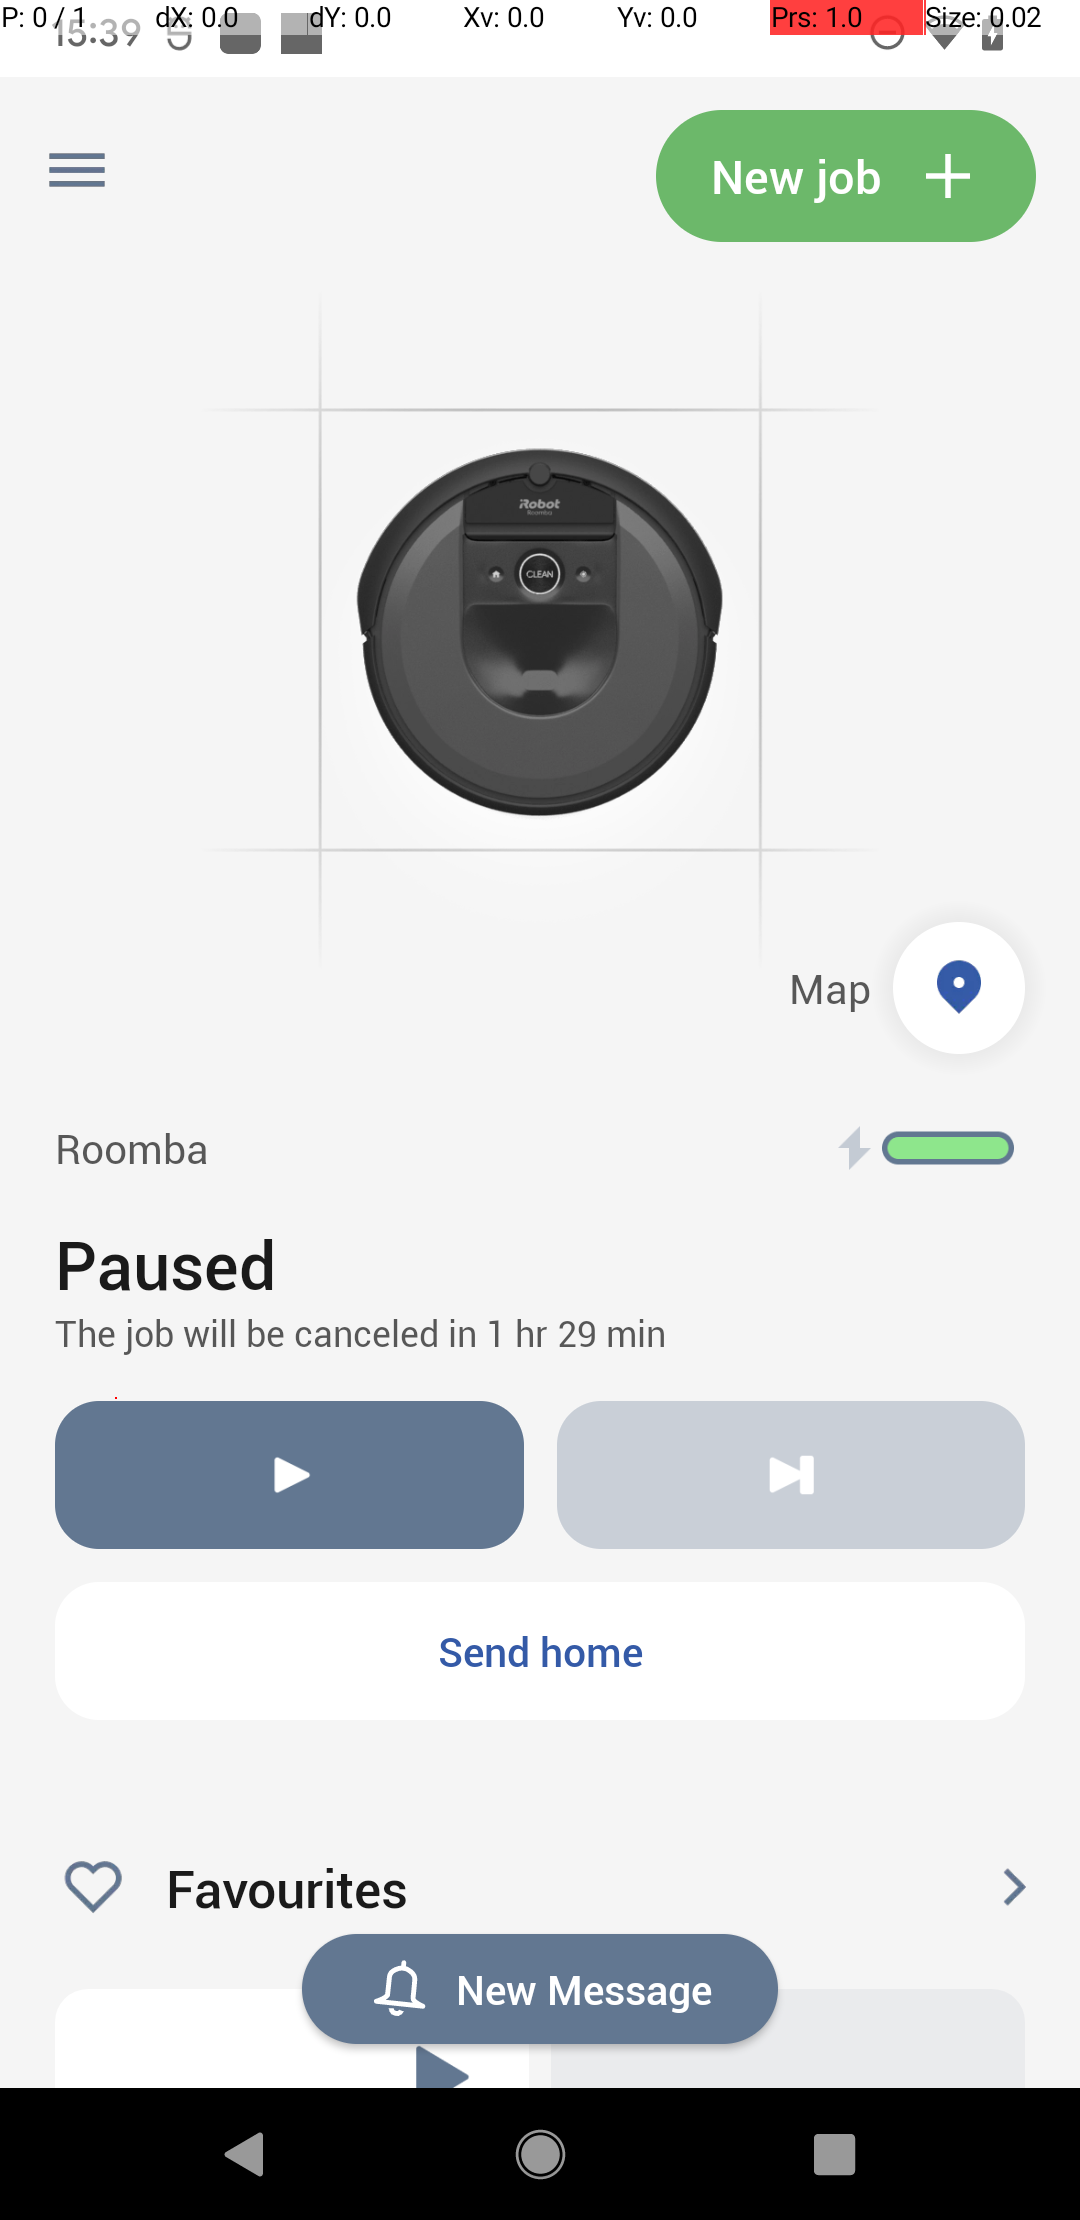 P: 0 / 1 dX: 0.0 dY: 0.0 Xv: 0.0 Yv: 0.0 Prs: 1.0 Size: 0.02
15:39
New job
iRobot
Roomba
CLEAN
Map
Roomba
Paused
The job will be canceled in 1 hr 29 min
Send home
Favourites
New Message